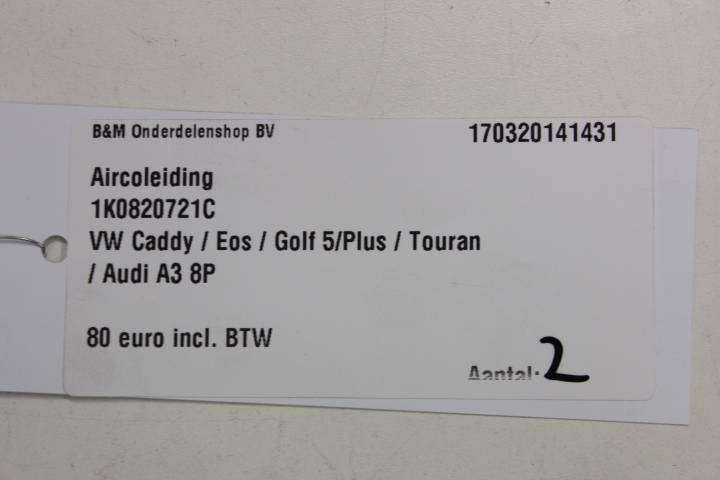 B&M Onderdelenshop BV 170320141431
Aircoleiding
1K0820721C
VW Caddy / Eos / Golf 5/Plus / Touran
/ Audi A3 8P
80 euro incl. BTW
Aantal: 2